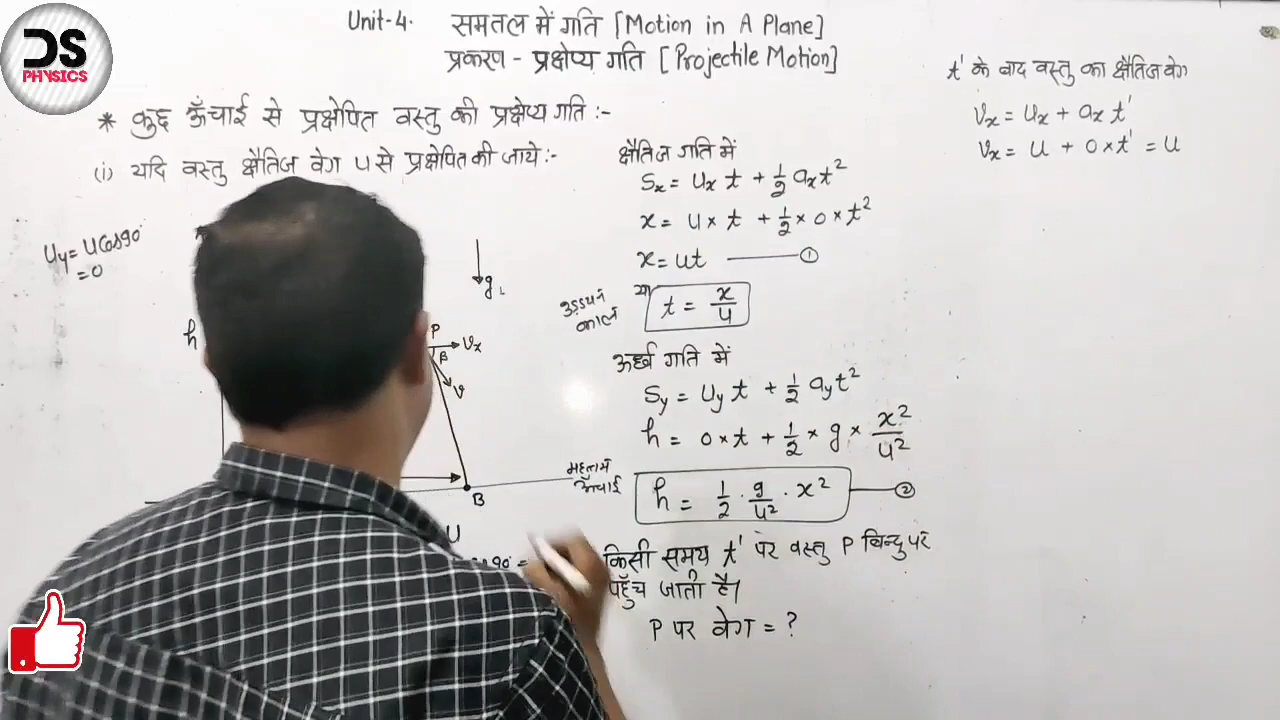 DS
PHYSICS
Unit-4. समतल में गति [Motion in A Plane]
प्रकरण - प्रक्षेप्य गति [Projectile Motion]
* कुछ ऊँचाई से प्रक्षेपित वस्तु की प्रक्षेप्य गति :-
(i) यदि वस्तु क्षैतिज वेग u से प्रक्षेपित की जाये :-
uy = u cos90°
= 0
h
g↓
P
Vx
β
v
B
u
90° =
क्षैतिज गति में
Sx = ux t + 1/2 ax t²
x = u × t + 1/2 × 0 × t²
x = ut —— ①
या
उड्डयन काल
t = x/u
ऊर्ध्व गति में
Sy = uy t + 1/2 ay t²
h = 0 × t + 1/2 × g × x²/u²
ऊँचाई
h = 1/2 · g/u² · x² —— ②
किसी समय t' पर वस्तु P बिन्दु पर
पहुँच जाती है।
P पर वेग = ?
t' के बाद वस्तु का क्षैतिज वेग
Vx = ux + ax t'
Vx = u + 0 × t' = u